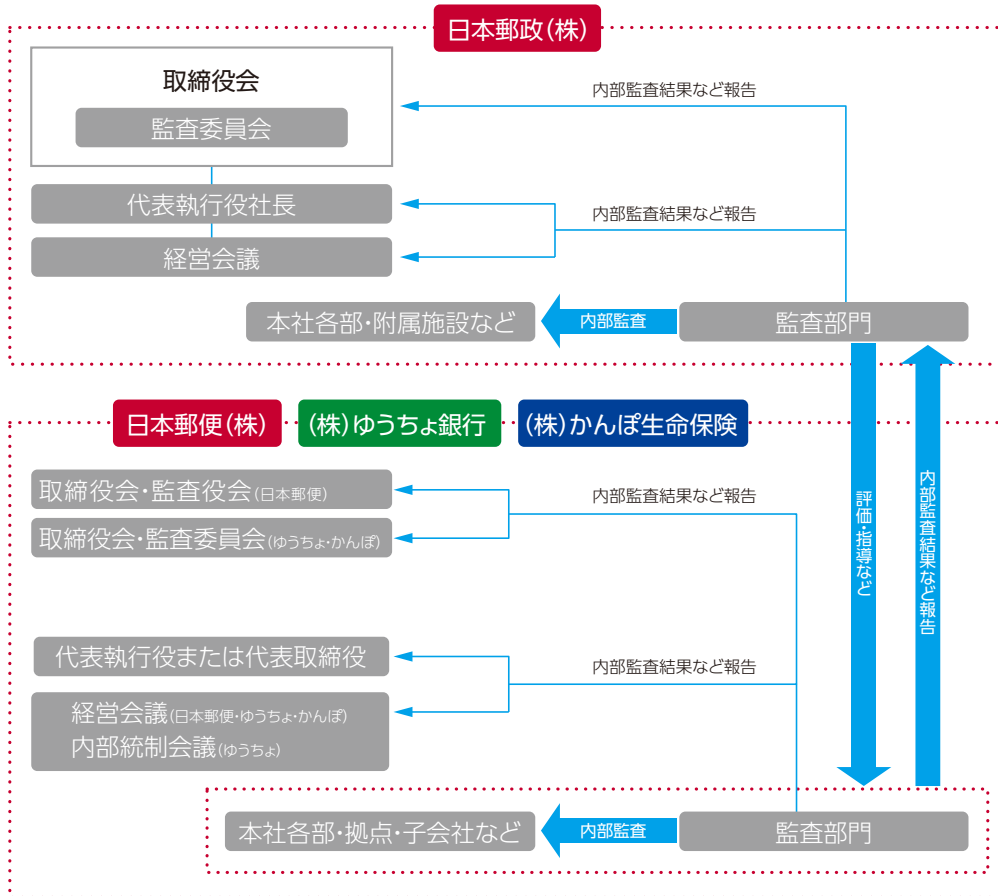 日本郵政(株)
取締役会
監査委員会
内部監査結果など報告
代表執行役社長
内部監査結果など報告
経営会議
本社各部・附属施設など
内部監査
監査部門
日本郵便(株)
(株)ゆうちょ銀行
(株)かんぽ生命保険
取締役会・監査役会(日本郵便)
内部監査結果など報告
取締役会・監査委員会(ゆうちょ・かんぽ)
評価・指導など
内部監査結果など報告
代表執行役または代表取締役
内部監査結果など報告
経営会議(日本郵便・ゆうちょ・かんぽ)
内部統制会議(ゆうちょ)
本社各部・拠点・子会社など
内部監査
監査部門